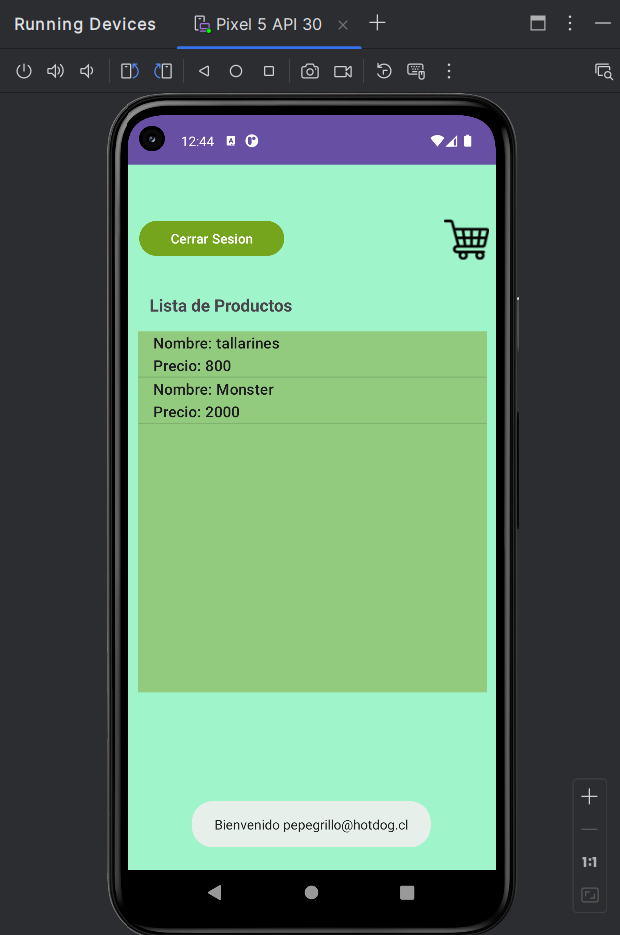 Running Devices
Pixel 5 API 30
12:44
Cerrar Sesion
Lista de Productos
Nombre: tallarines
Precio: 800
Nombre: Monster
Precio: 2000
Bienvenido pepegrillo@hotdog.cl
1:1